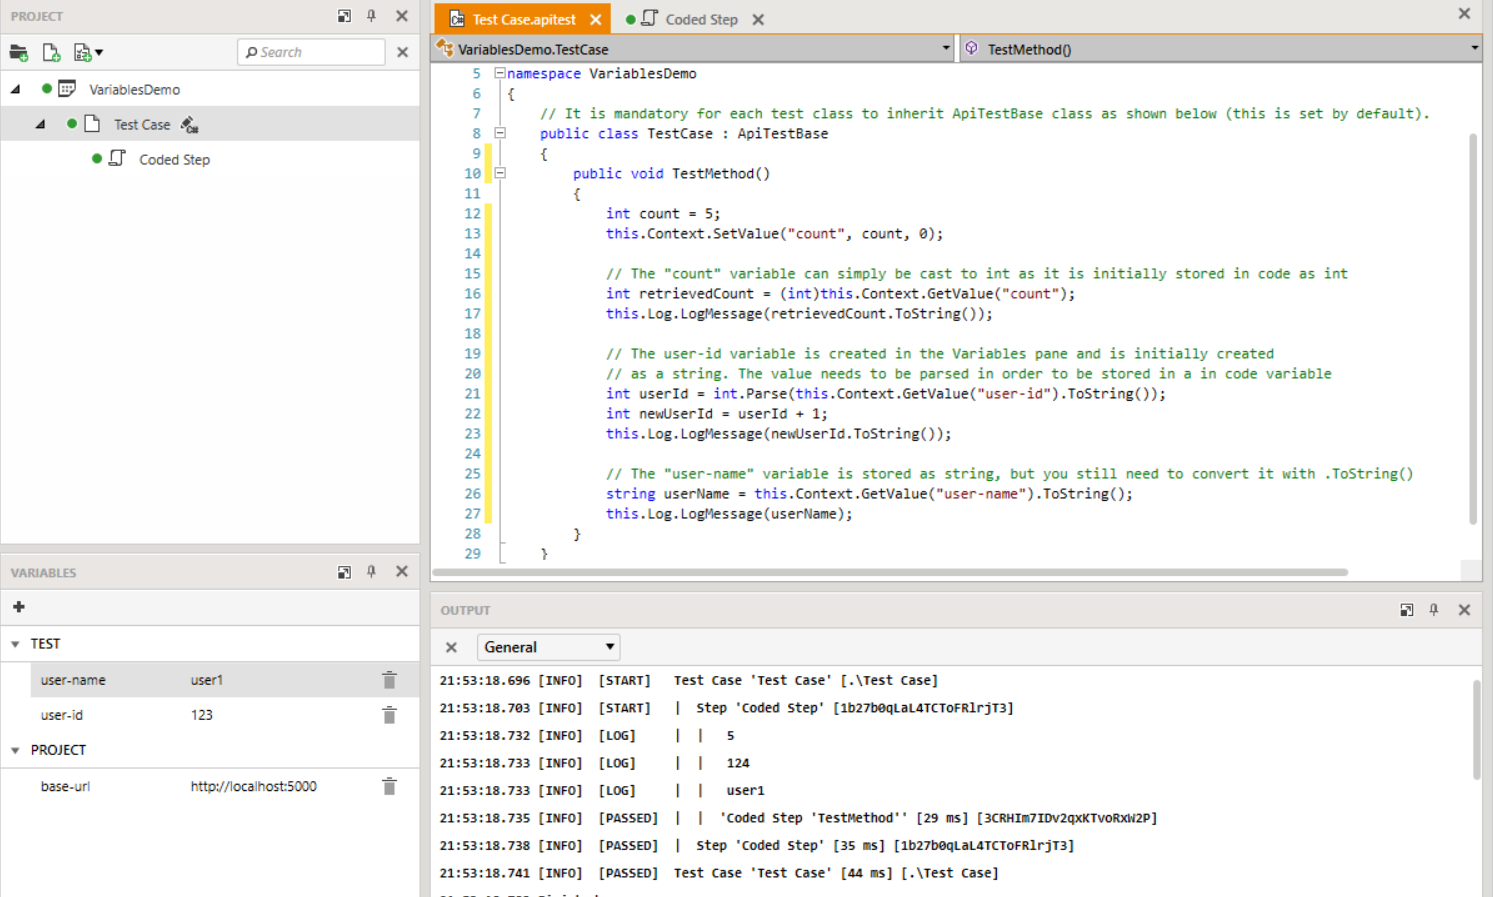 PROJECT
Search
VariablesDemo
Test Case
Coded Step
VARIABLES
TEST
user-name user1
user-id 123
PROJECT
base-url http://localhost:5000
Test Case.apitest
Coded Step
VariablesDemo.TestCase
TestMethod()
5 namespace VariablesDemo
6 {
7 // It is mandatory for each test class to inherit ApiTestBase class as shown below (this is set by default).
8 public class TestCase : ApiTestBase
9 {
10 public void TestMethod()
11 {
12 int count = 5;
13 this.Context.SetValue("count", count, 0);
14
15 // The "count" variable can simply be cast to int as it is initially stored in code as int
16 int retrievedCount = (int)this.Context.GetValue("count");
17 this.Log.LogMessage(retrievedCount.ToString());
18
19 // The user-id variable is created in the Variables pane and is initially created
20 // as a string. The value needs to be parsed in order to be stored in a in code variable
21 int userId = int.Parse(this.Context.GetValue("user-id").ToString());
22 int newUserId = userId + 1;
23 this.Log.LogMessage(newUserId.ToString());
24
25 // The "user-name" variable is stored as string, but you still need to convert it with .ToString()
26 string userName = this.Context.GetValue("user-name").ToString();
27 this.Log.LogMessage(userName);
28 }
29 }
OUTPUT
General
21:53:18.696 [INFO] [START] Test Case 'Test Case' [.\Test Case]
21:53:18.703 [INFO] [START] | Step 'Coded Step' [1b27b0qLaL4TCToFRlrjT3]
21:53:18.732 [INFO] [LOG] | | 5
21:53:18.733 [INFO] [LOG] | | 124
21:53:18.733 [INFO] [LOG] | | user1
21:53:18.735 [INFO] [PASSED] | | 'Coded Step 'TestMethod'' [29 ms] [3CRHIm7IDv2qxKTvoRxW2P]
21:53:18.738 [INFO] [PASSED] | Step 'Coded Step' [35 ms] [1b27b0qLaL4TCToFRlrjT3]
21:53:18.741 [INFO] [PASSED] Test Case 'Test Case' [44 ms] [.\Test Case]